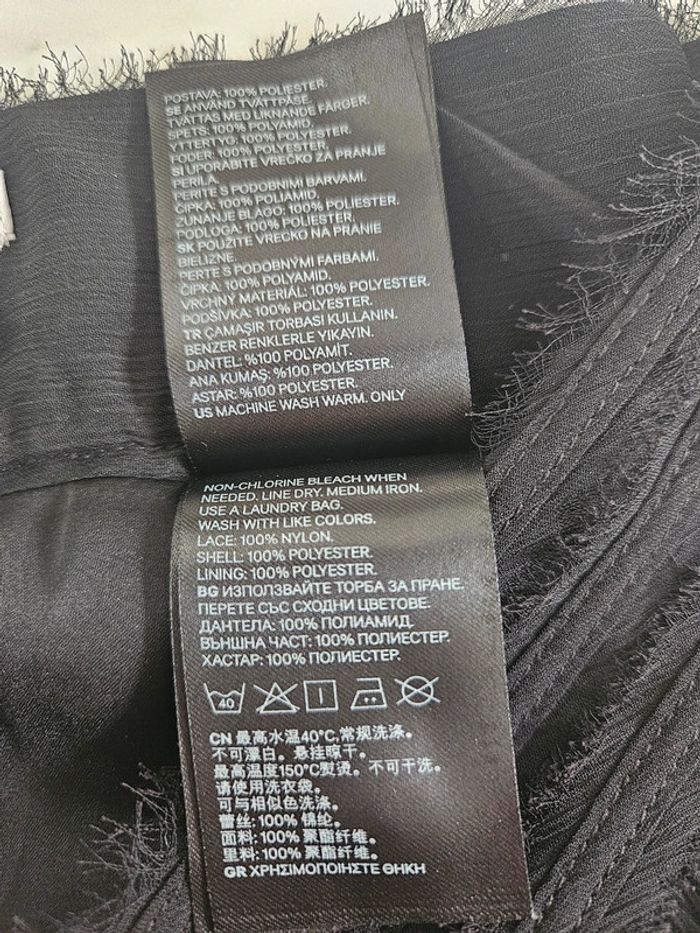 POSTAVA: 100% POLIESTER.
SE ANVÄND TVÄTTPÅSE.
TVÄTTAS MED LIKNANDE FÄRGER.
SPETS: 100% POLYAMID.
YTTERTYG: 100% POLYESTER.
FODER: 100% POLYESTER.
SI UPORABITE VREČKO ZA PRANJE
PERILA.
PERITE S PODOBNIMI BARVAMI.
ČIPKA: 100% POLIAMID.
ZUNANJE BLAGO: 100% POLIESTER.
PODLOGA: 100% POLIESTER.
SK POUŽITE VRECKO NA PRANIE
BIELIZNE.
PERTE S PODOBNÝMI FARBAMI.
ČIPKA: 100% POLYAMID.
VRCHNÝ MATERIÁL: 100% POLYESTER.
PODŠÍVKA: 100% POLYESTER.
TR ÇAMAŞIR TORBASI KULLANIN.
BENZER RENKLERLE YIKAYIN.
DANTEL: %100 POLYAMİT.
ANA KUMAŞ: %100 POLYESTER.
ASTAR: %100 POLYESTER.
US MACHINE WASH WARM. ONLY
NON-CHLORINE BLEACH WHEN
NEEDED. LINE DRY. MEDIUM IRON.
USE A LAUNDRY BAG.
WASH WITH LIKE COLORS.
LACE: 100% NYLON.
SHELL: 100% POLYESTER.
LINING: 100% POLYESTER.
BG ИЗПОЛЗВАЙТЕ ТОРБА ЗА ПРАНЕ.
ПЕРЕТЕ СЪС СХОДНИ ЦВЕТОВЕ.
ДАНТЕЛА: 100% ПОЛИАМИД.
ВЪНШНА ЧАСТ: 100% ПОЛИЕСТЕР.
ХАСТАР: 100% ПОЛИЕСТЕР.
40
CN 最高水温40°C,常规洗涤。
不可漂白。悬挂晾干。
最高温度150°C熨烫。不可干洗。
请使用洗衣袋。
可与相似色洗涤。
蕾丝: 100% 锦纶。
面料: 100% 聚酯纤维。
里料: 100% 聚酯纤维。
GR ΧΡΗΣΙΜΟΠΟΙΗΣΤΕ ΘΗΚΗ